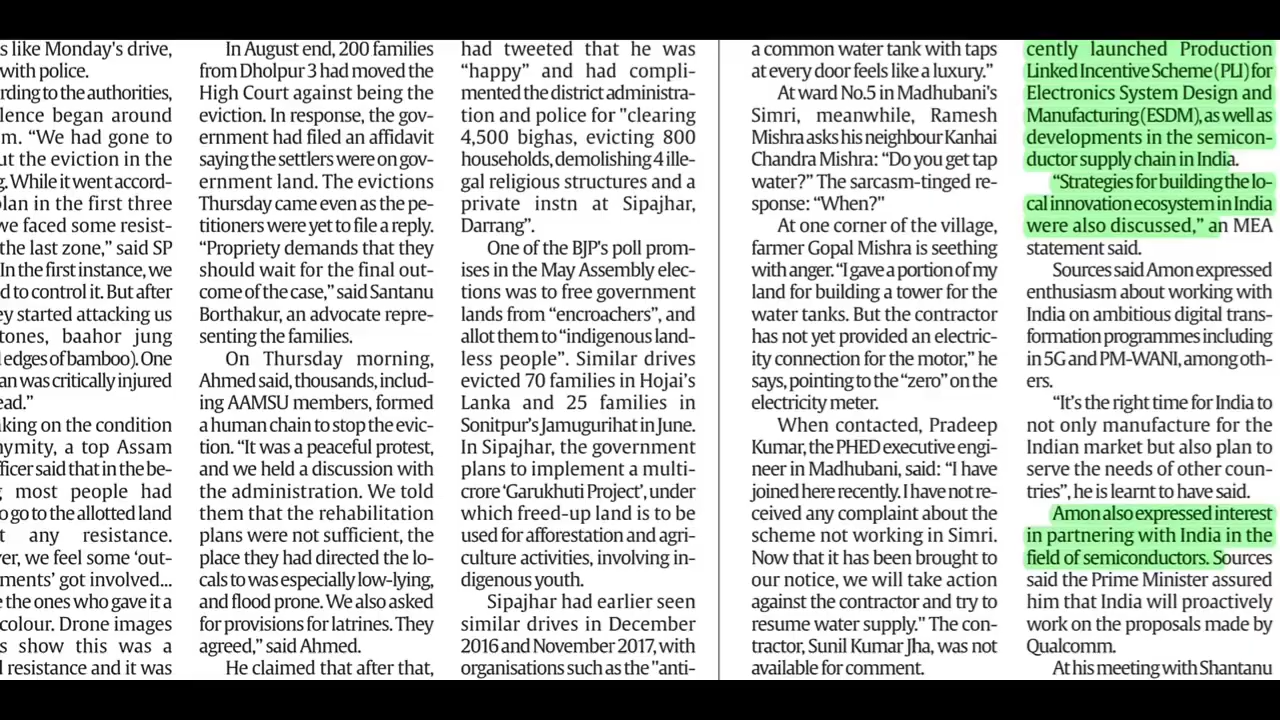 s like Monday's drive,
with police.
rding to the authorities,
lence began around
m. “We had gone to
ut the eviction in the
g. While it went accord-
lan in the first three
we faced some resist-
the last zone,” said SP
In the first instance, we
d to control it. But after
ey started attacking us
tones, baahor jung
l edges of bamboo). One
an was critically injured
ead.”
aking on the condition
nymity, a top Assam
fficer said that in the be-
g most people had
o go to the allotted land
t any resistance.
ver, we feel some ‘out-
ments’ got involved...
e the ones who gave it a
colour. Drone images
s show this was a
l resistance and it was
In August end, 200 families
from Dholpur 3 had moved the
High Court against being the
eviction. In response, the gov-
ernment had filed an affidavit
saying the settlers were on gov-
ernment land. The evictions
Thursday came even as the pe-
titioners were yet to file a reply.
“Propriety demands that they
should wait for the final out-
come of the case,” said Santanu
Borthakur, an advocate repre-
senting the families.
On Thursday morning,
Ahmed said, thousands, includ-
ing AAMSU members, formed
a human chain to stop the evic-
tion. “It was a peaceful protest,
and we held a discussion with
the administration. We told
them that the rehabilitation
plans were not sufficient, the
place they had directed the lo-
cals to was especially low-lying,
and flood prone. We also asked
for provisions for latrines. They
agreed,” said Ahmed.
He claimed that after that,
had tweeted that he was
“happy” and had compli-
mented the district administra-
tion and police for "clearing
4,500 bighas, evicting 800
households, demolishing 4 ille-
gal religious structures and a
private instn at Sipajhar,
Darrang”.
One of the BJP’s poll prom-
ises in the May Assembly elec-
tions was to free government
lands from “encroachers”, and
allot them to “indigenous land-
less people”. Similar drives
evicted 70 families in Hojai’s
Lanka and 25 families in
Sonitpur’s Jamugurihat in June.
In Sipajhar, the government
plans to implement a multi-
crore ‘Garukhuti Project’, under
which freed-up land is to be
used for afforestation and agri-
culture activities, involving in-
digenous youth.
Sipajhar had earlier seen
similar drives in December
2016 and November 2017, with
organisations such as the "anti-
a common water tank with taps
at every door feels like a luxury.”
At ward No.5 in Madhubani’s
Simri, meanwhile, Ramesh
Mishra asks his neighbour Kanhai
Chandra Mishra: “Do you get tap
water?” The sarcasm-tinged re-
sponse: “When?”
At one corner of the village,
farmer Gopal Mishra is seething
with anger. “I gave a portion of my
land for building a tower for the
water tanks. But the contractor
has not yet provided an electric-
ity connection for the motor,” he
says, pointing to the “zero” on the
electricity meter.
When contacted, Pradeep
Kumar, the PHED executive engi-
neer in Madhubani, said: “I have
joined here recently. I have not re-
ceived any complaint about the
scheme not working in Simri.
Now that it has been brought to
our notice, we will take action
against the contractor and try to
resume water supply." The con-
tractor, Sunil Kumar Jha, was not
available for comment.
cently launched Production
Linked Incentive Scheme (PLI) for
Electronics System Design and
Manufacturing (ESDM), as well as
developments in the semicon-
ductor supply chain in India.
“Strategies for building the lo-
cal innovation ecosystem in India
were also discussed,” an MEA
statement said.
Sources said Amon expressed
enthusiasm about working with
India on ambitious digital trans-
formation programmes including
in 5G and PM-WANI, among oth-
ers.
“It’s the right time for India to
not only manufacture for the
Indian market but also plan to
serve the needs of other coun-
tries”, he is learnt to have said.
Amon also expressed interest
in partnering with India in the
field of semiconductors. Sources
said the Prime Minister assured
him that India will proactively
work on the proposals made by
Qualcomm.
At his meeting with Shantanu